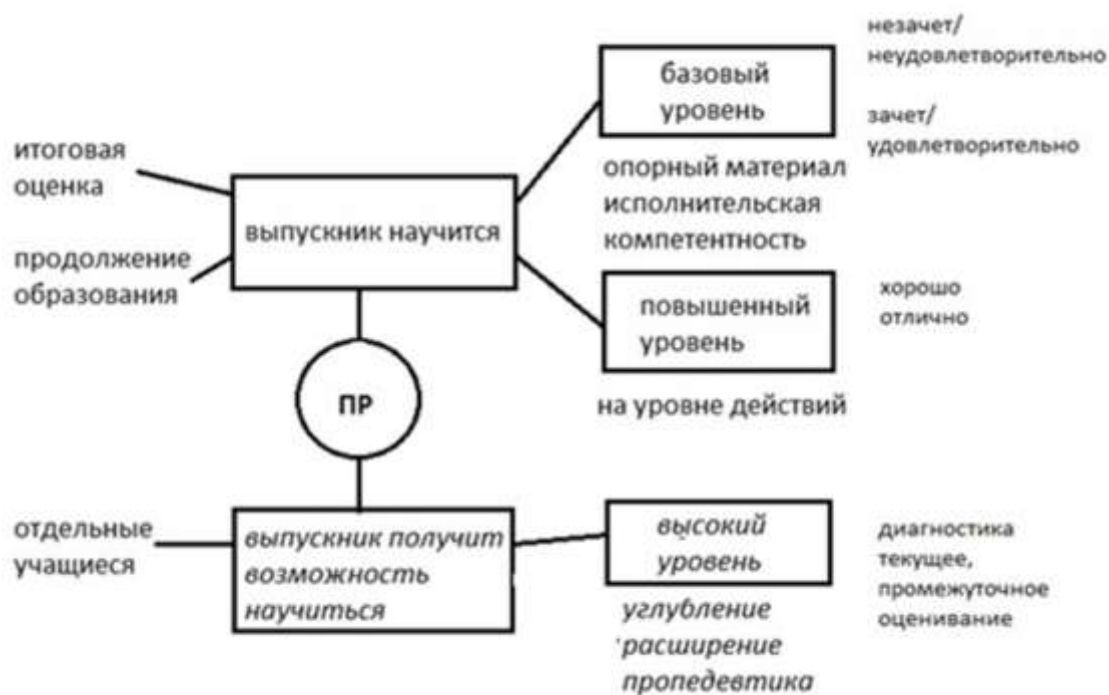 итоговая
оценка
продолжение
образования
выпускник научится
базовый
уровень
опорный материал
исполнительская
компетентность
незачет/
неудовлетворительно
зачет/
удовлетворительно
повышенный
уровень
на уровне действий
хорошо
отлично
ПР
отдельные
учащиеся
выпускник получит
возможность
научиться
высокий
уровень
углубление
расширение
пропедевтика
диагностика
текущее,
промежуточное
оценивание